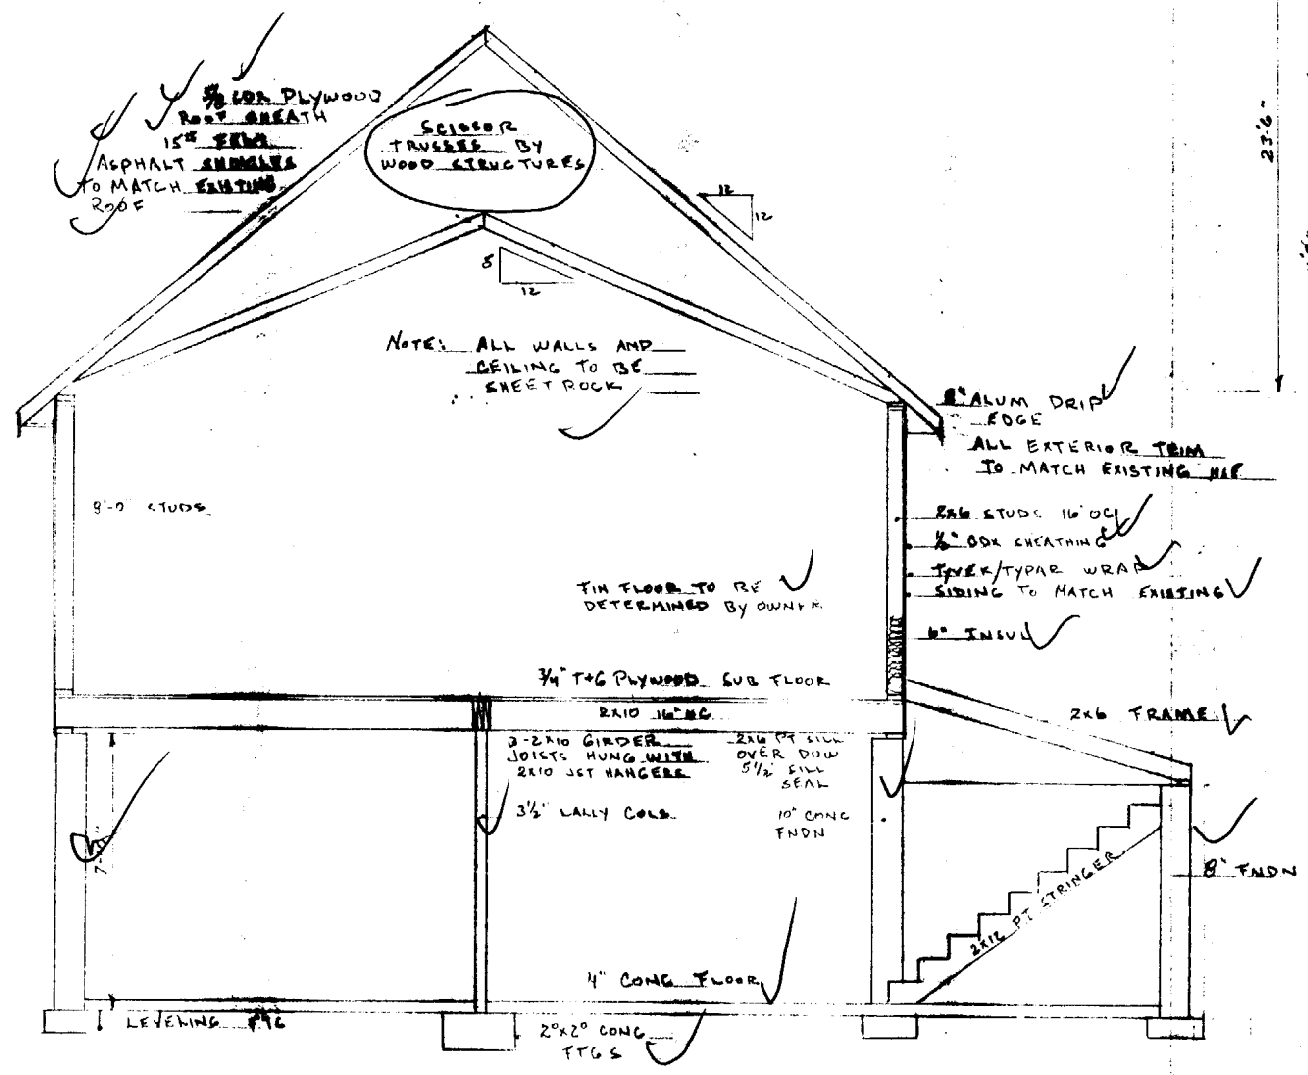 5/8 CDX PLYWOOD
ROOF SHEATH
15# FELT
ASPHALT SHINGLES
TO MATCH EXISTING
ROOF
SCISSOR
TRUSSES BY
WOOD STRUCTURES
12
12
8
12
23'6"
NOTE: ALL WALLS AND
CEILING TO BE
SHEET ROCK
8" ALUM DRIP
EDGE
ALL EXTERIOR TRIM
TO MATCH EXISTING HSE
8'-0" STUDS
2x6 STUDS 16" OC
1/2" CDX SHEATHING
TYVEK/TYPAR WRAP
SIDING TO MATCH EXISTING
6" INSUL
FIN FLOOR TO BE
DETERMINED BY OWNER
3/4" T+G PLYWOOD SUB FLOOR
2x10 16" OC
2x6 FRAME
3-2x10 GIRDER
JOISTS HUNG WITH
2x10 JST HANGERS
2x6 PT SILL
OVER DOW
5 1/2" SILL
SEAL
3 1/2" LALLY COLS
10" CONC
FNDN
8" FNDN
2x12 PT STRINGER
4" CONC FLOOR
LEVELING
2°x2° CONC
FTGS